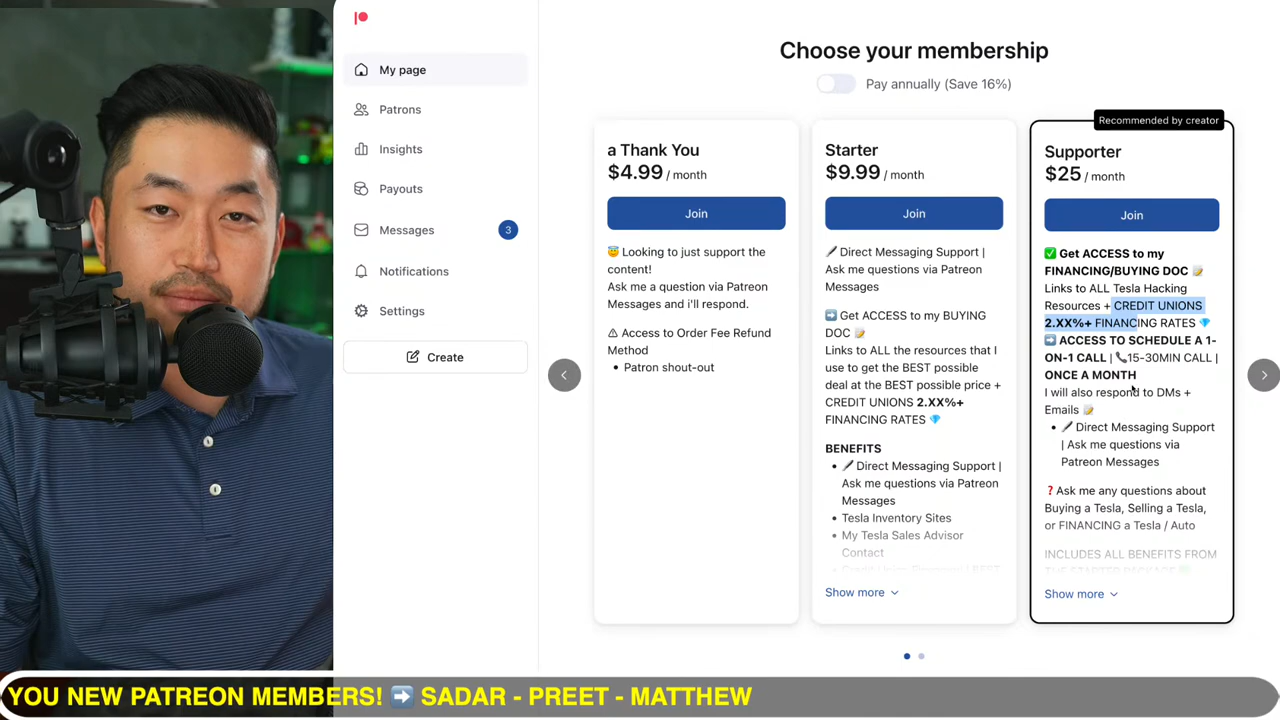 My page
Patrons
Insights
Payouts
Messages
3
Notifications
Settings
Create
Choose your membership
Pay annually (Save 16%)
a Thank You
$4.99 / month
Join
😇 Looking to just support the
content!
Ask me a question via Patreon
Messages and i'll respond.
⚠ Access to Order Fee Refund
Method
• Patron shout-out
Starter
$9.99 / month
Join
🖋 Direct Messaging Support |
Ask me questions via Patreon
Messages
➡️ Get ACCESS to my BUYING
DOC 📝
Links to ALL the resources that I
use to get the BEST possible
deal at the BEST possible price +
CREDIT UNIONS 2.XX%+
FINANCING RATES 💎
BENEFITS
• 🖋 Direct Messaging Support |
Ask me questions via Patreon
Messages
• Tesla Inventory Sites
• My Tesla Sales Advisor
Contact
Show more
Recommended by creator
Supporter
$25 / month
Join
✅ Get ACCESS to my
FINANCING/BUYING DOC 📝
Links to ALL Tesla Hacking
Resources + CREDIT UNIONS
2.XX%+ FINANCING RATES 💎
➡️ ACCESS TO SCHEDULE A 1-
ON-1 CALL | 📞15-30MIN CALL |
ONCE A MONTH
I will also respond to DMs +
Emails 📝
• 🖋 Direct Messaging Support
| Ask me questions via
Patreon Messages
❓Ask me any questions about
Buying a Tesla, Selling a Tesla,
or FINANCING a Tesla / Auto
INCLUDES ALL BENEFITS FROM
THE STARTER PACKAGE
Show more
YOU NEW PATREON MEMBERS! ➡️ SADAR - PREET - MATTHEW